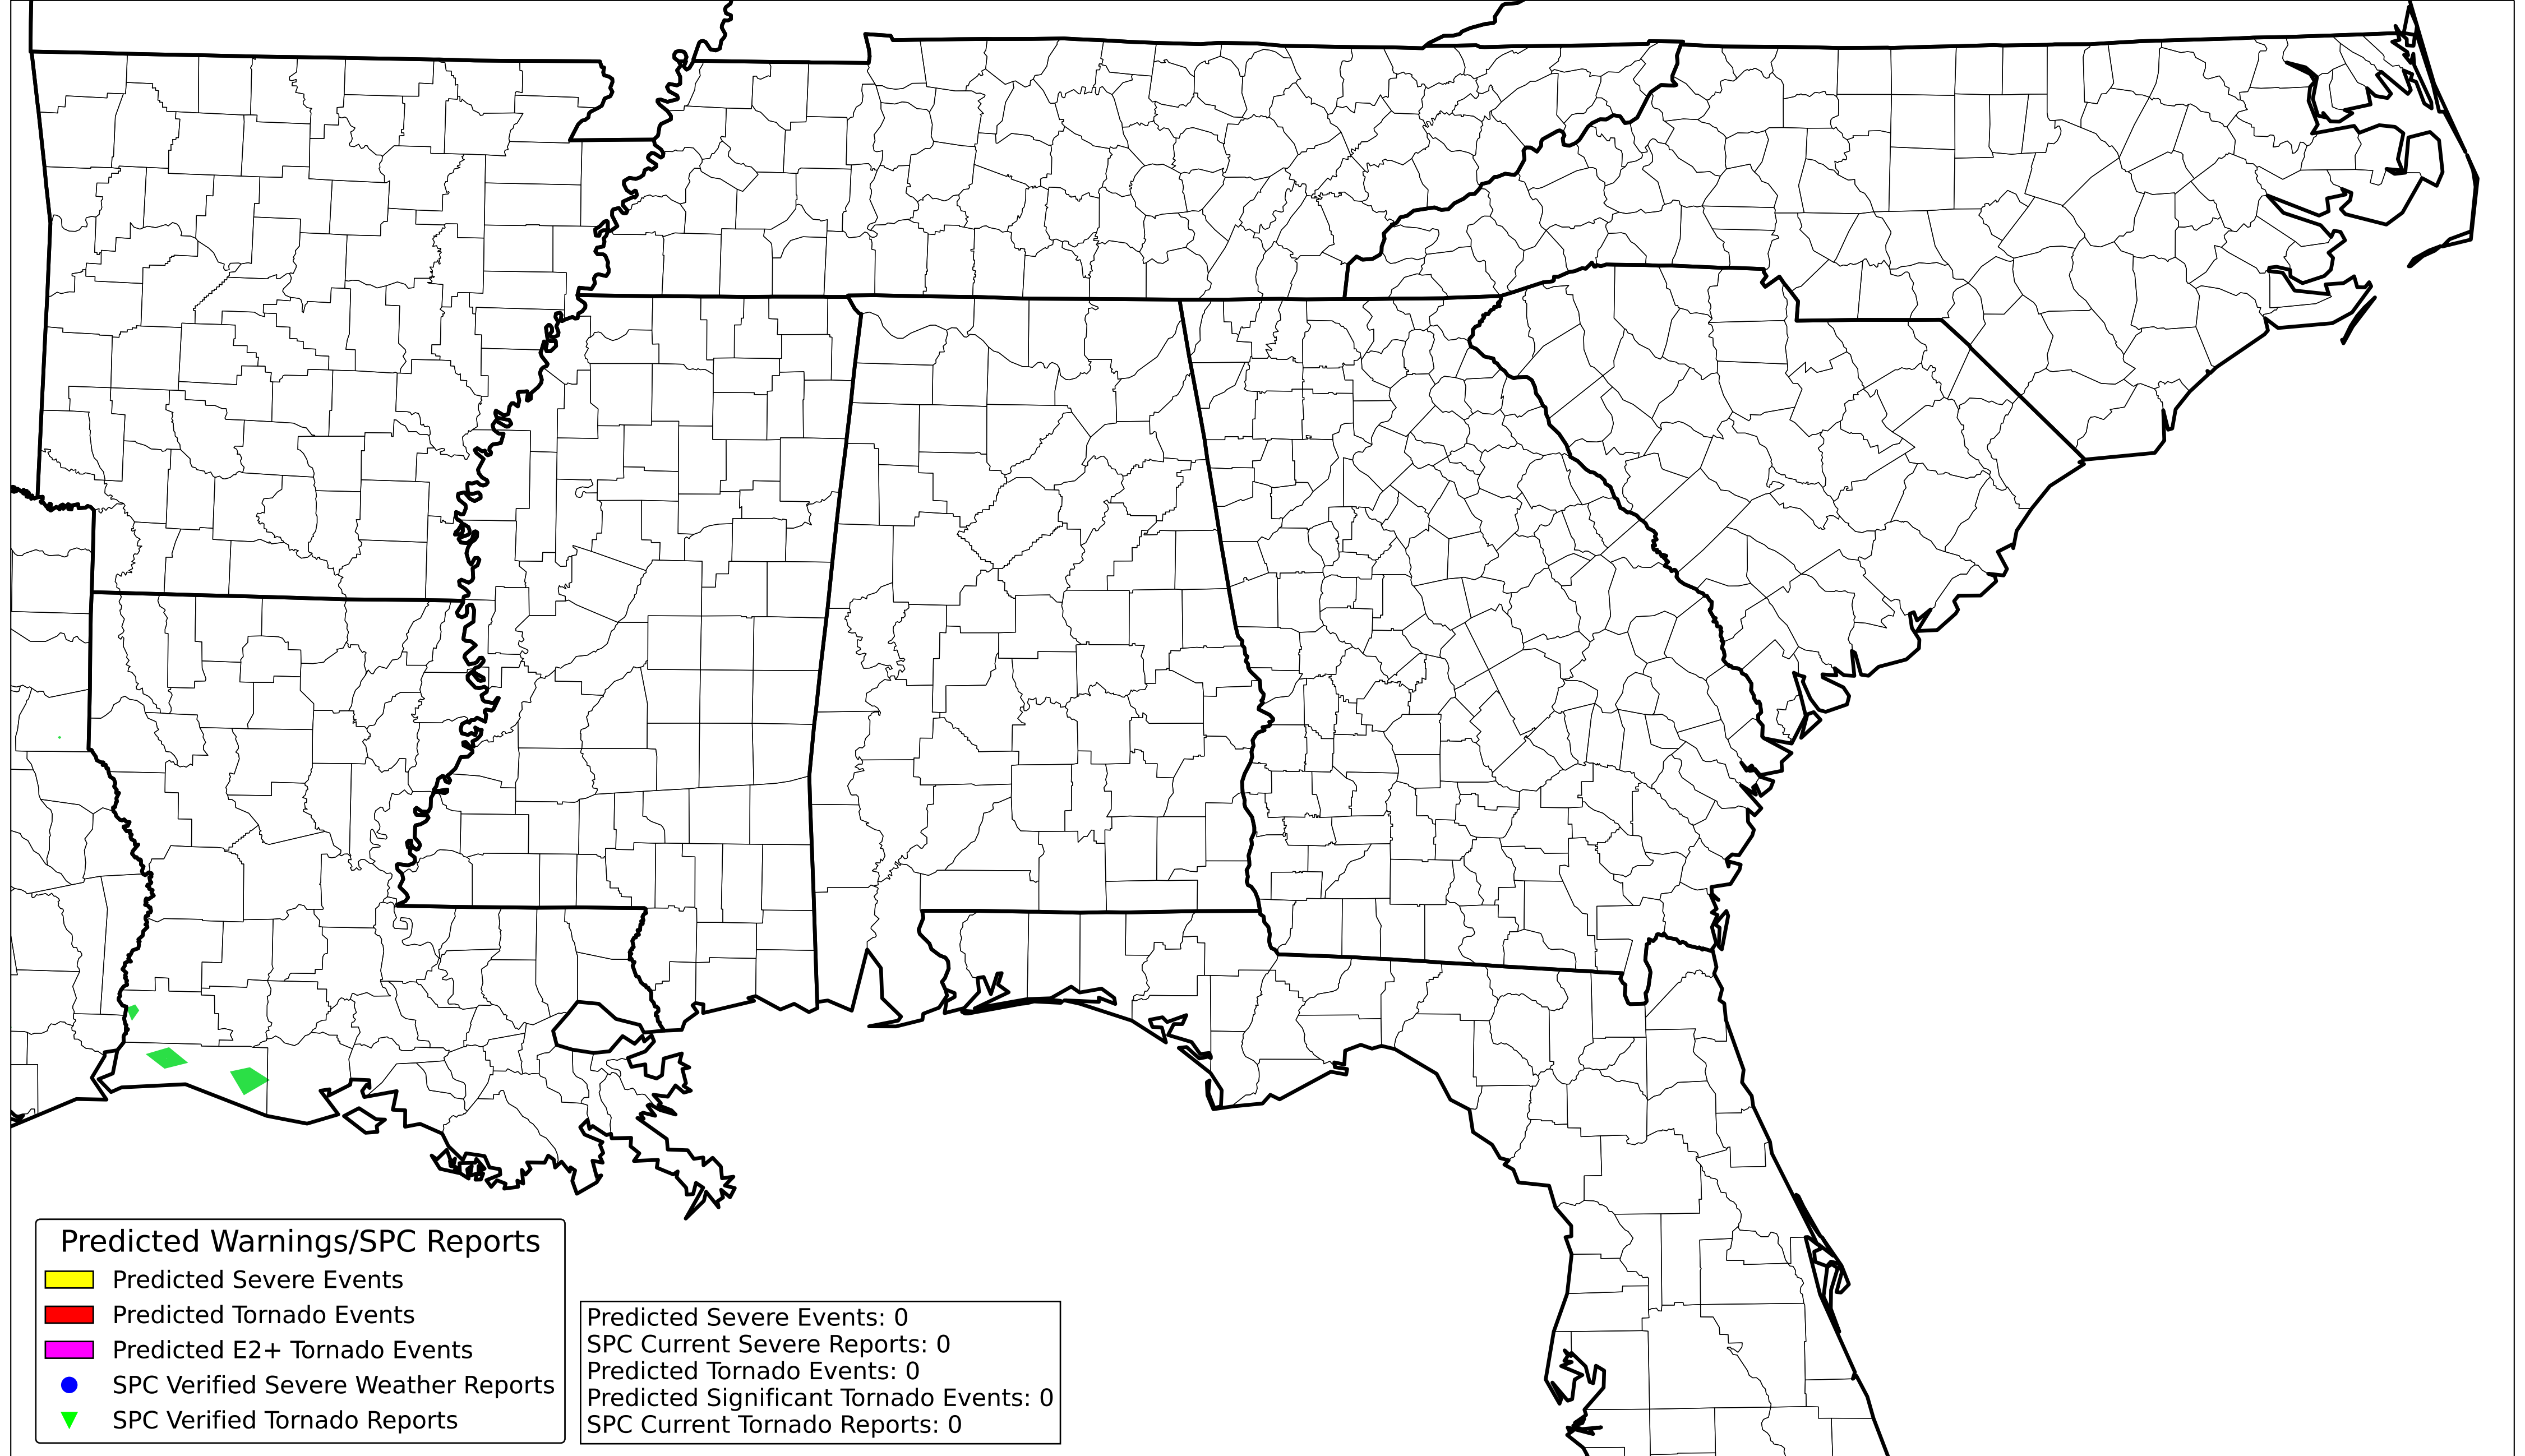 Predicted Warnings/SPC Reports
Predicted Severe Events
Predicted Tornado Events
Predicted E2+ Tornado Events
SPC Verified Severe Weather Reports
SPC Verified Tornado Reports
Predicted Severe Events: 0
SPC Current Severe Reports: 0
Predicted Tornado Events: 0
Predicted Significant Tornado Events: 0
SPC Current Tornado Reports: 0